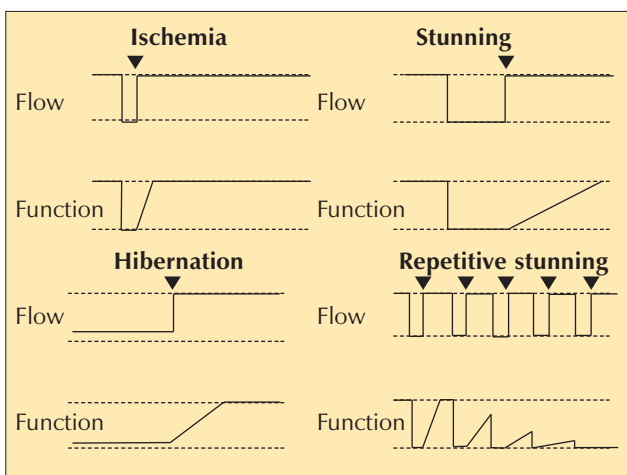 Ischemia
Flow
Function
Stunning
Flow
Function
Hibernation
Flow
Function
Repetitive stunning
Flow
Function